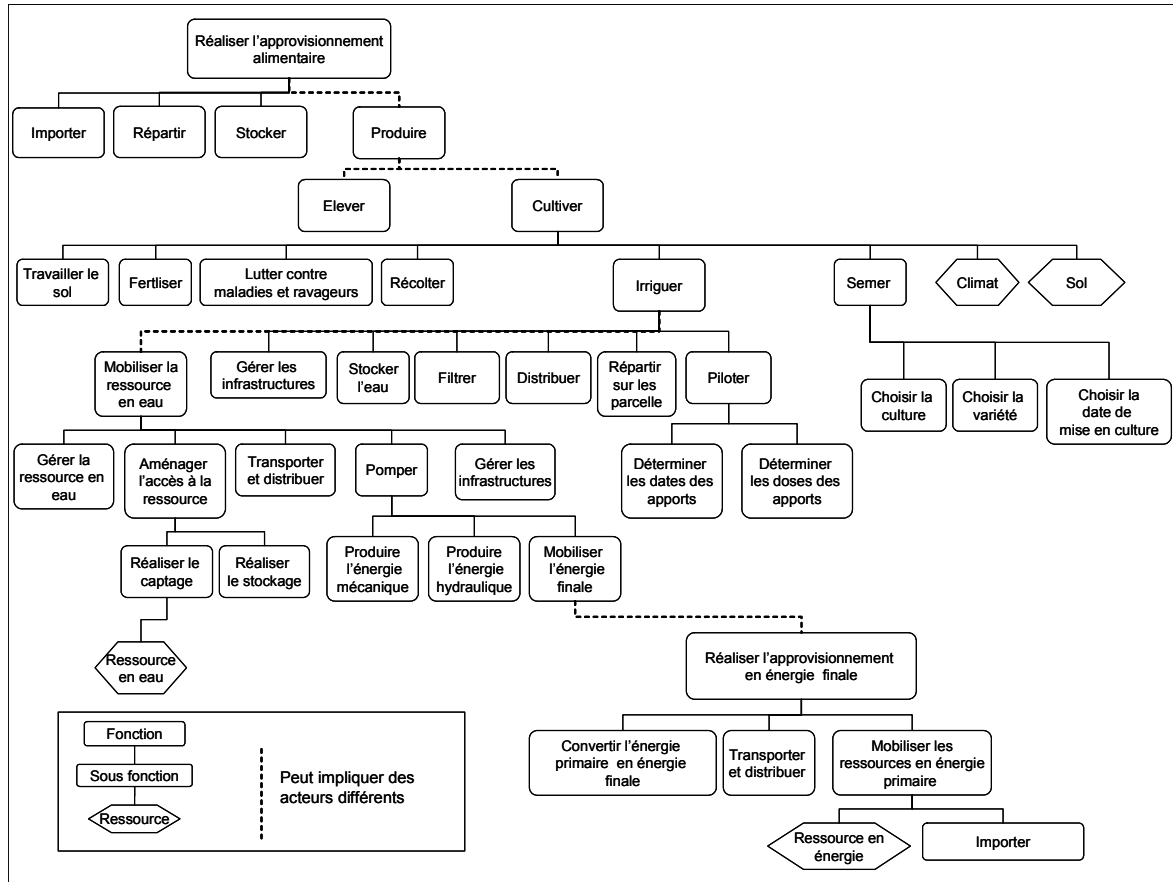 Réaliser l'approvisionnement
alimentaire
Importer
Répartir
Stocker
Produire
Elever
Cultiver
Travailler le
sol
Fertliser
Lutter contre
maladies et ravageurs
Récolter
Irriguer
Semer
Climat
Sol
Mobiliser la
ressource
en eau
Gérer les
infrastructures
Stocker
l'eau
Filtrer
Distribuer
Répartir
sur les
parcelle
Piloter
Choisir la
culture
Choisir la
variété
Choisir la
date de
mise en culture
Gérer la
ressource en
eau
Aménager
l'accès à la
ressource
Transporter
et distribuer
Pomper
Gérer les
infrastructures
Déterminer
les dates des
apports
Déterminer
les doses des
apports
Réaliser le
captage
Réaliser
le stockage
Produire
l'énergie
mécanique
Produire
l'énergie
hydraulique
Mobiliser
l'énergie
finale
Ressource
en eau
Réaliser l'approvisionnement
en énergie finale
Convertir l'énergie
primaire en énergie
finale
Transporter
et distribuer
Mobiliser les
ressources en énergie
primaire
Ressource en
énergie
Importer
Fonction
Sous fonction
Ressource
Peut impliquer des
acteurs différents